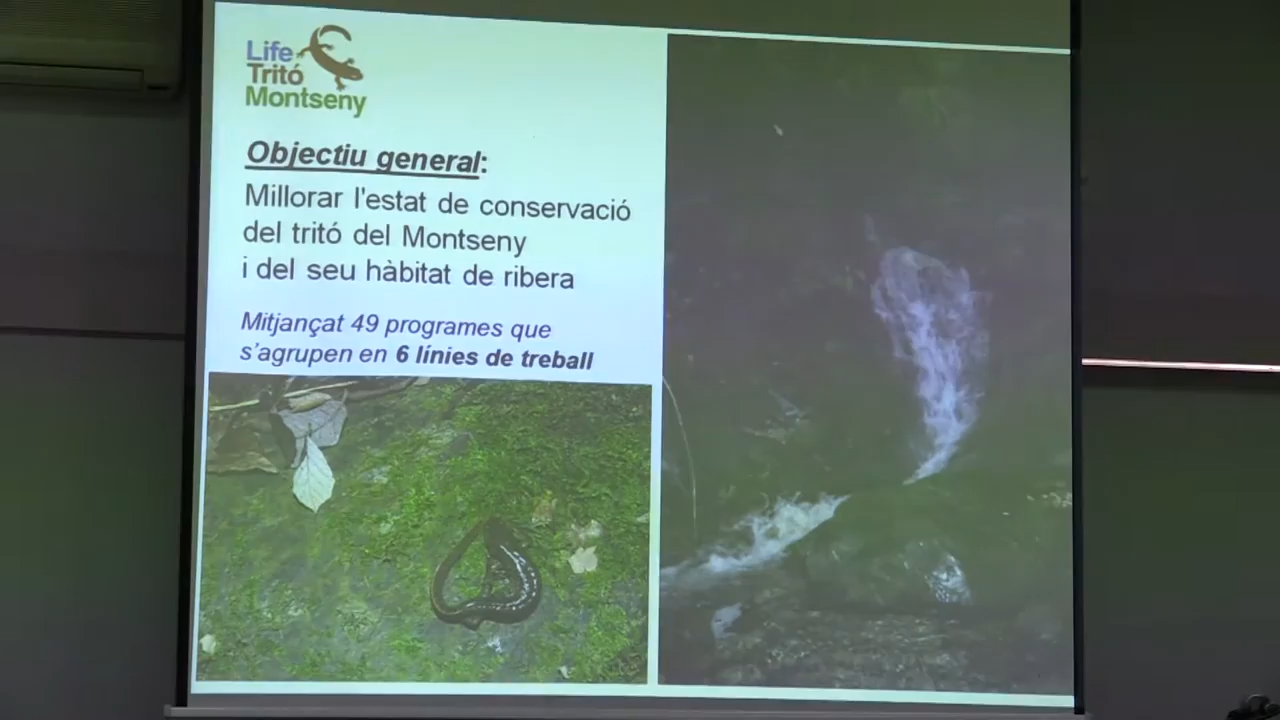 Life
Tritó
Montseny
Objectiu general:
Millorar l'estat de conservació
del tritó del Montseny
i del seu hàbitat de ribera
Mitjançat 49 programes que
s'agrupen en 6 línies de treball